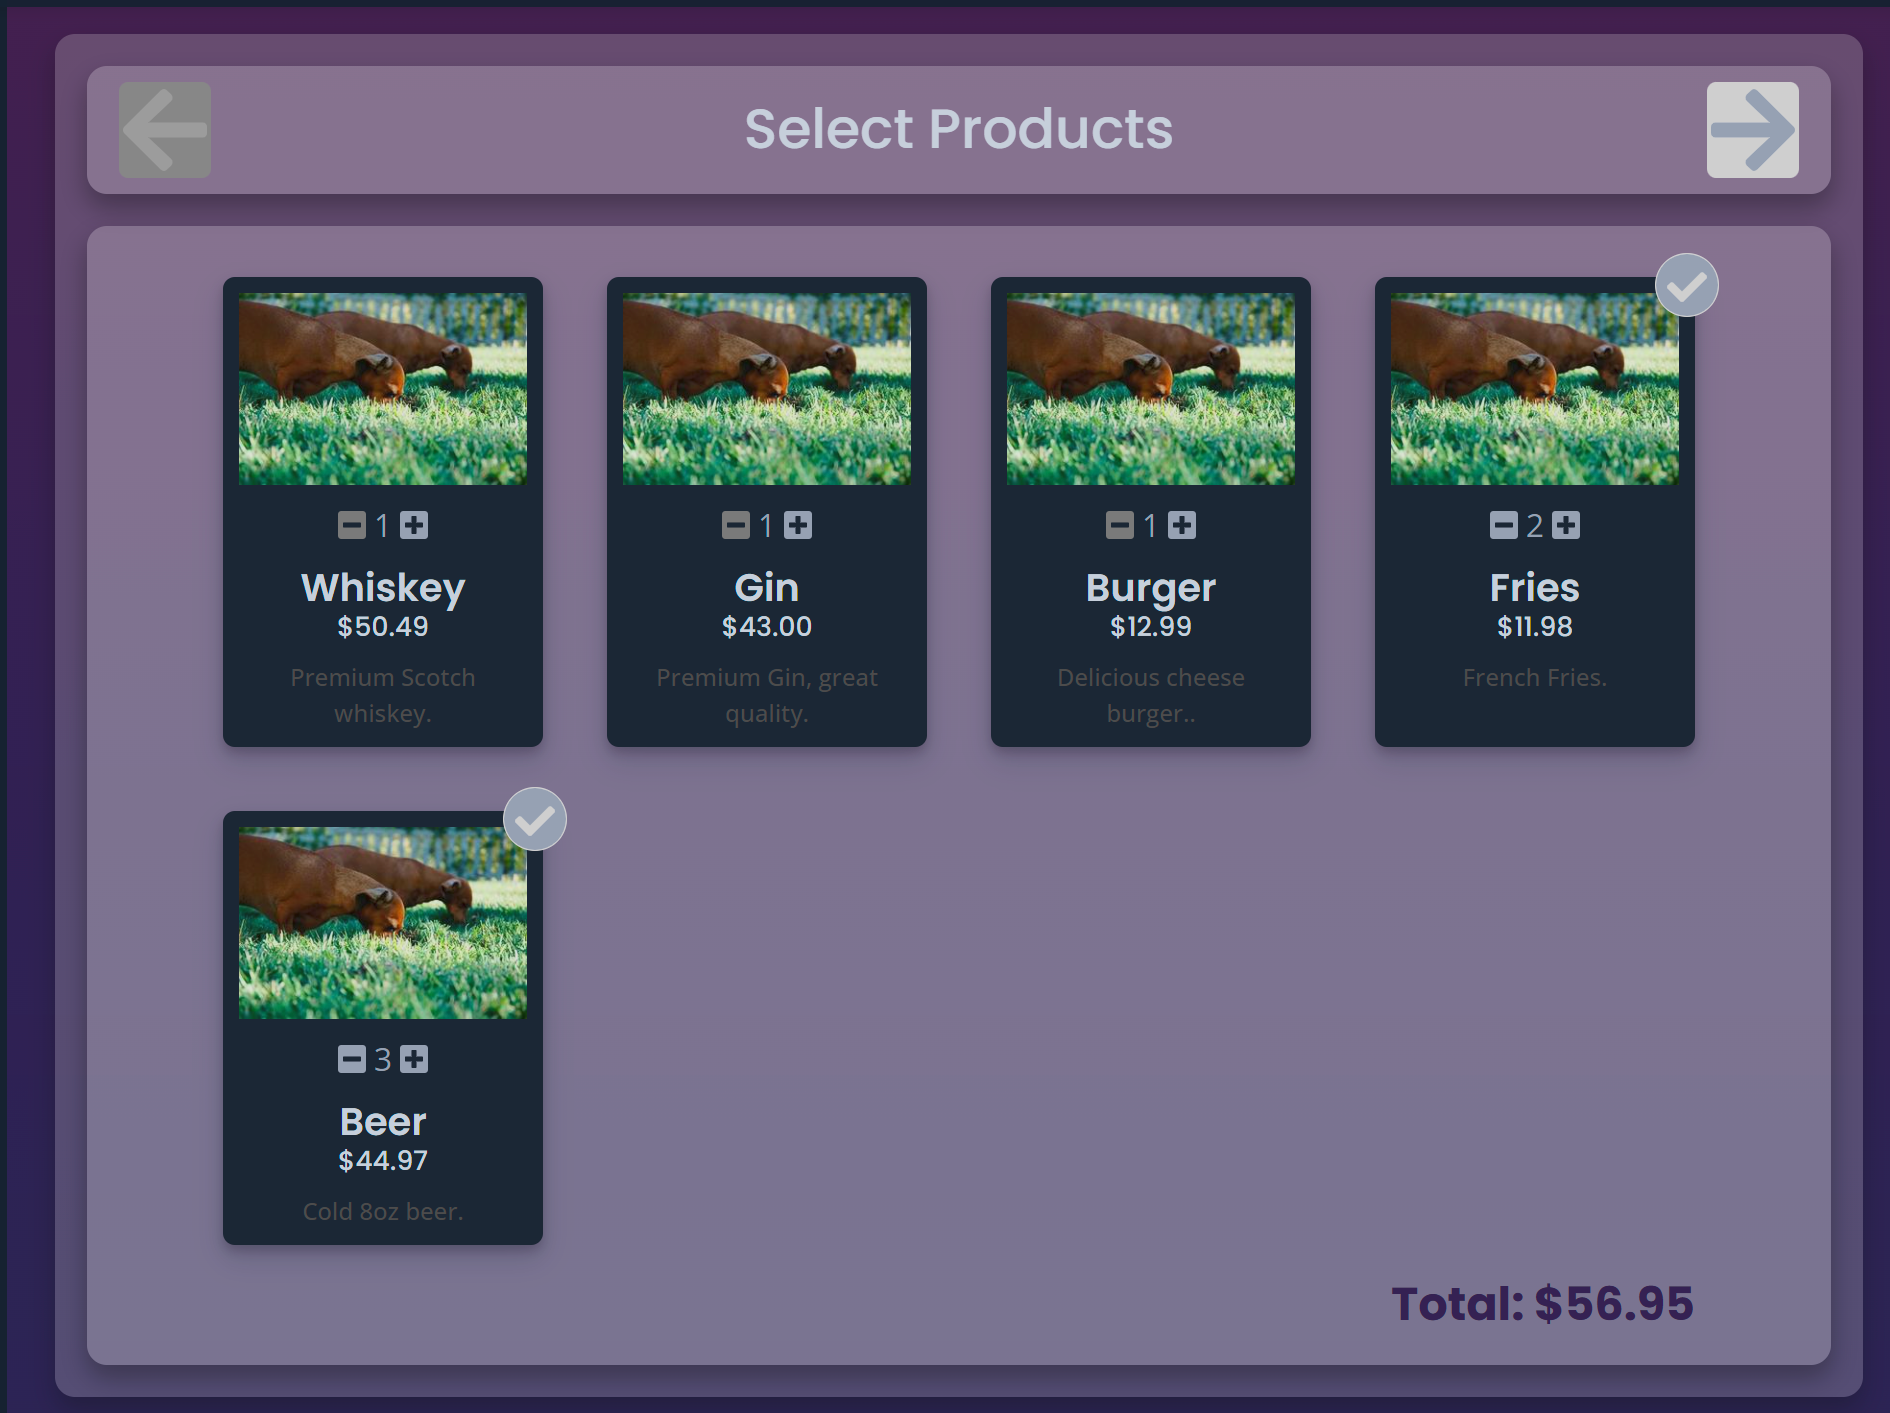 Select Products
1
Whiskey
$50.49
Premium Scotch
whiskey.
1
Gin
$43.00
Premium Gin, great
quality.
1
Burger
$12.99
Delicious cheese
burger..
2
Fries
$11.98
French Fries.
3
Beer
$44.97
Cold 8oz beer.
Total: $56.95